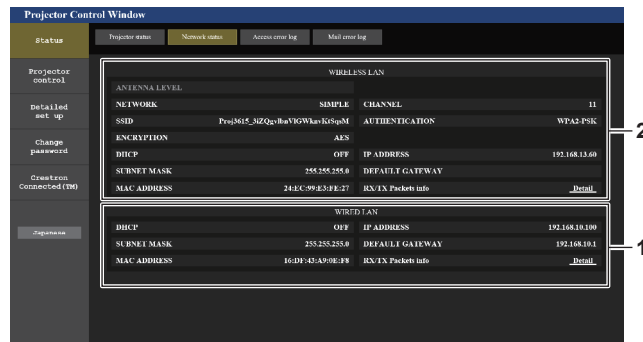 Projector Control Window
Status
Projector status Network status Access error log Mail error log
Projector control
Detailed set up
Change password
Crestron Connected(TM)
Japanese
WIRELESS LAN
ANTENNA LEVEL
NETWORK SIMPLE CHANNEL 11
SSID AUTHENTICATION WPA2-PSK
ENCRYPTION AES
DHCP OFF IP ADDRESS 192.168.13.60
SUBNET MASK 255.255.255.0 DEFAULT GATEWAY
MAC ADDRESS 24:EC:99:E3:FE:27 RX/TX Packets info Detail
2
WIRED LAN
DHCP OFF IP ADDRESS 192.168.10.100
SUBNET MASK 255.255.255.0 DEFAULT GATEWAY 192.168.10.1
MAC ADDRESS 16:DF:43:A9:0E:F8 RX/TX Packets info Detail
1